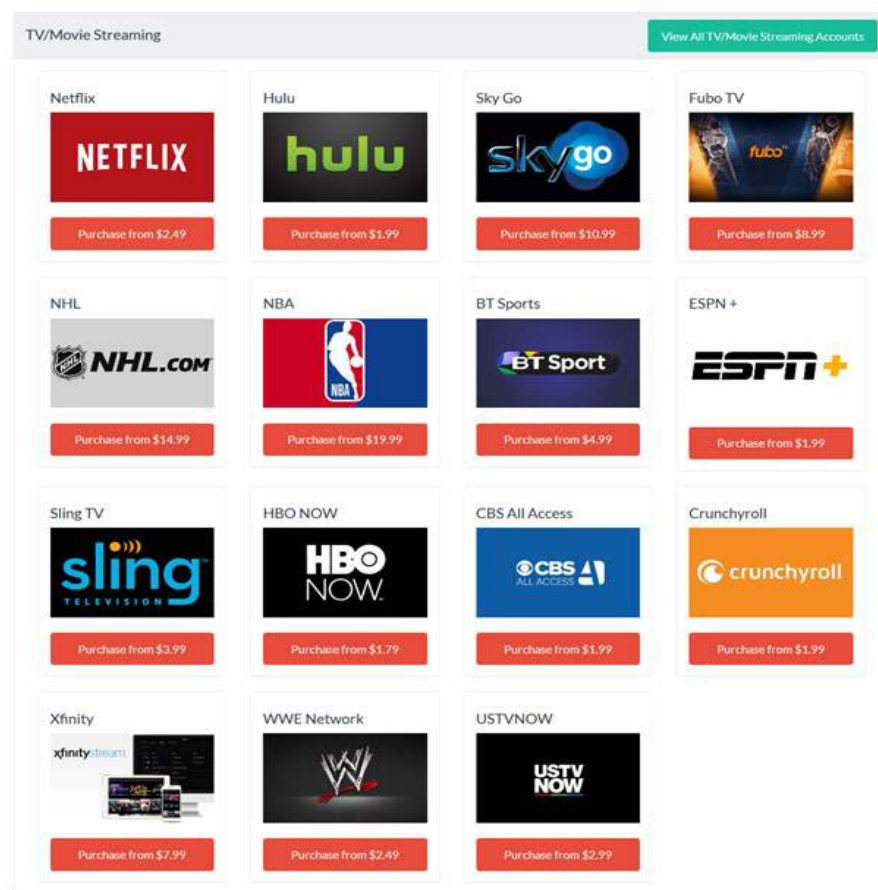 TV/Movie Streaming
View All TV/Movie Streaming Accounts
Netflix
Hulu
Sky Go
Fubo TV
NETFLIX
hulu
sky go
fubo
Purchase from $2.49
Purchase from $1.99
Purchase from $10.99
Purchase from $8.99
NHL
NBA
BT Sports
ESPN +
NHL NHL.COM
NBA
BT Sport
ESPN+
Purchase from $14.99
Purchase from $19.99
Purchase from $4.99
Purchase from $1.99
Sling TV
HBO NOW
CBS All Access
Crunchyroll
sling
TELEVISION
HBO
NOW.
CBS
ALL ACCESS
crunchyroll
Purchase from $3.99
Purchase from $1.79
Purchase from $1.99
Purchase from $1.99
Xfinity
WWE Network
USTVNOW
xfinity stream
W
USTV
NOW
Purchase from $7.99
Purchase from $2.49
Purchase from $2.99